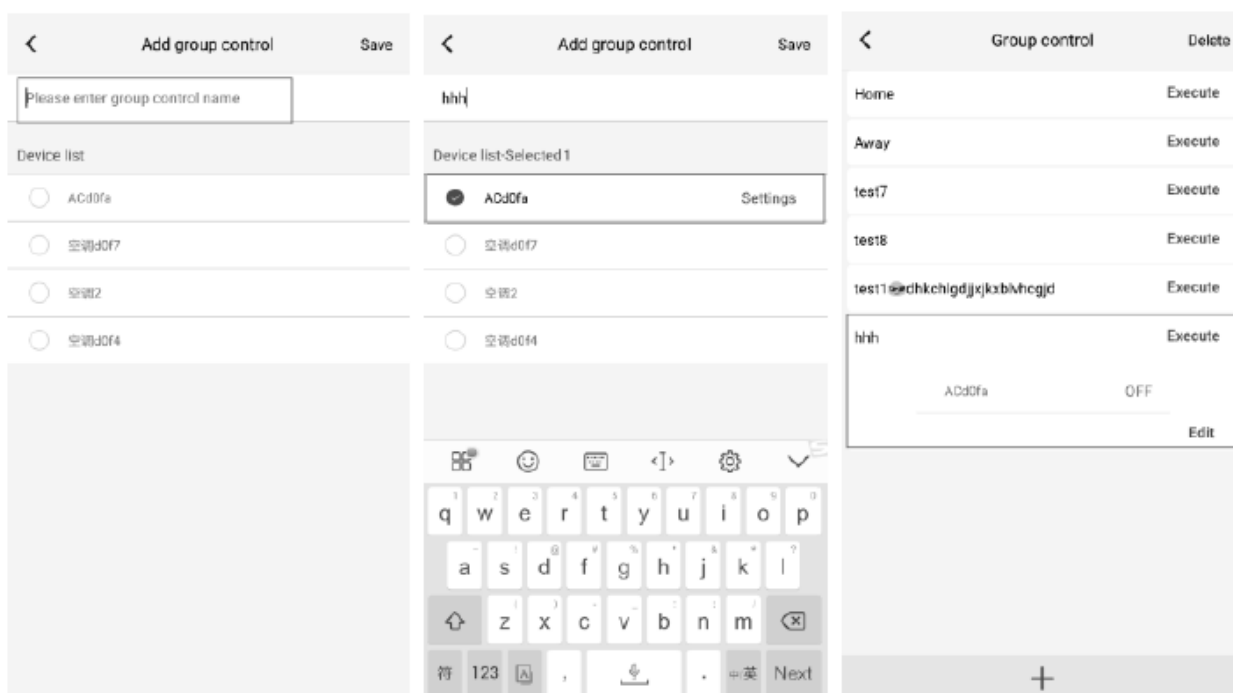 Add group control
Save
Please enter group control name
Device list
ACd0fa
空调d0f7
空调2
空调d0f4
Add group control
Save
hhh
Device list-Selected 1
ACd0fa
Settings
空调d0f7
空调2
空调d0f4
q w e r t y u i o p
a s d f g h j k l
z x c v b n m
符 123 , . 中/英 Next
Group control
Delete
Home
Execute
Away
Execute
test7
Execute
test8
Execute
Execute
hhh
Execute
ACd0fa
OFF
Edit